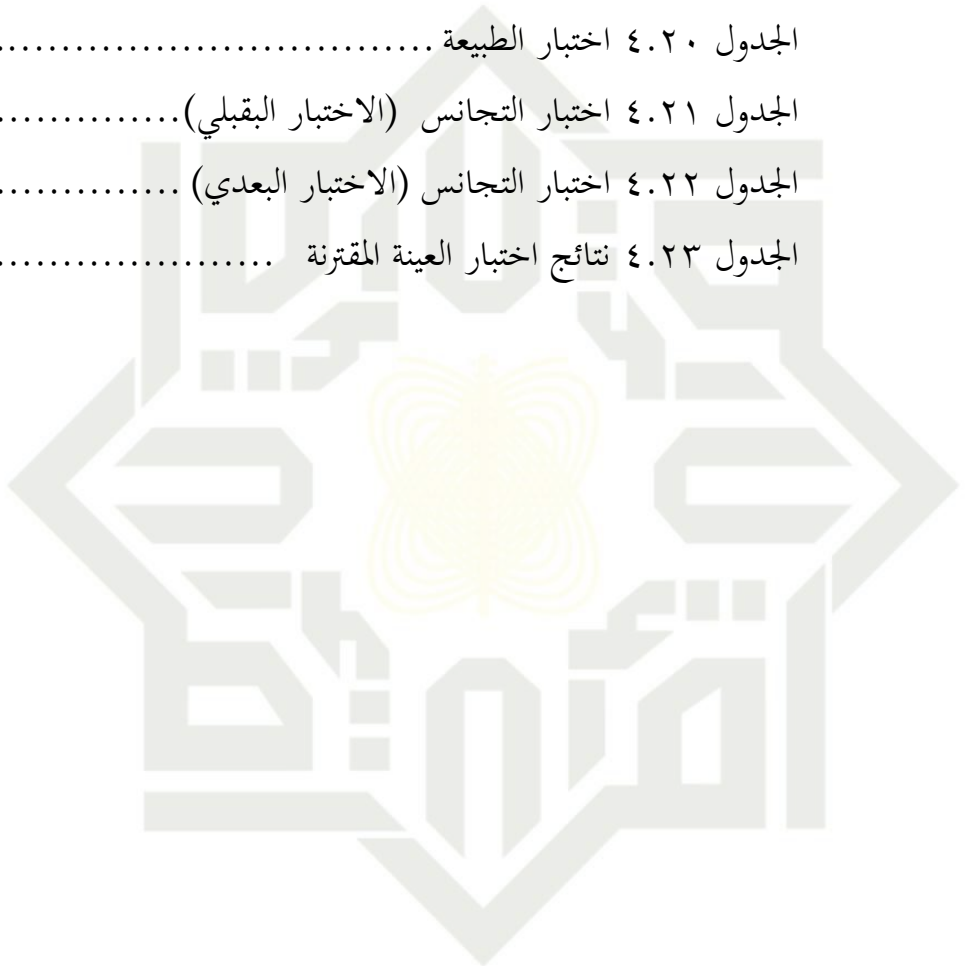 الجدول ٤.٢٠ اختبار الطبيعة ..................................
الجدول ٤.٢١ اختبار التجانس (الاختبار البقبلي)...............
الجدول ٤.٢٢ اختبار التجانس (الاختبار البعدي) ...............
الجدول ٤.٢٣ نتائج اختبار العينة المقترنة ......................